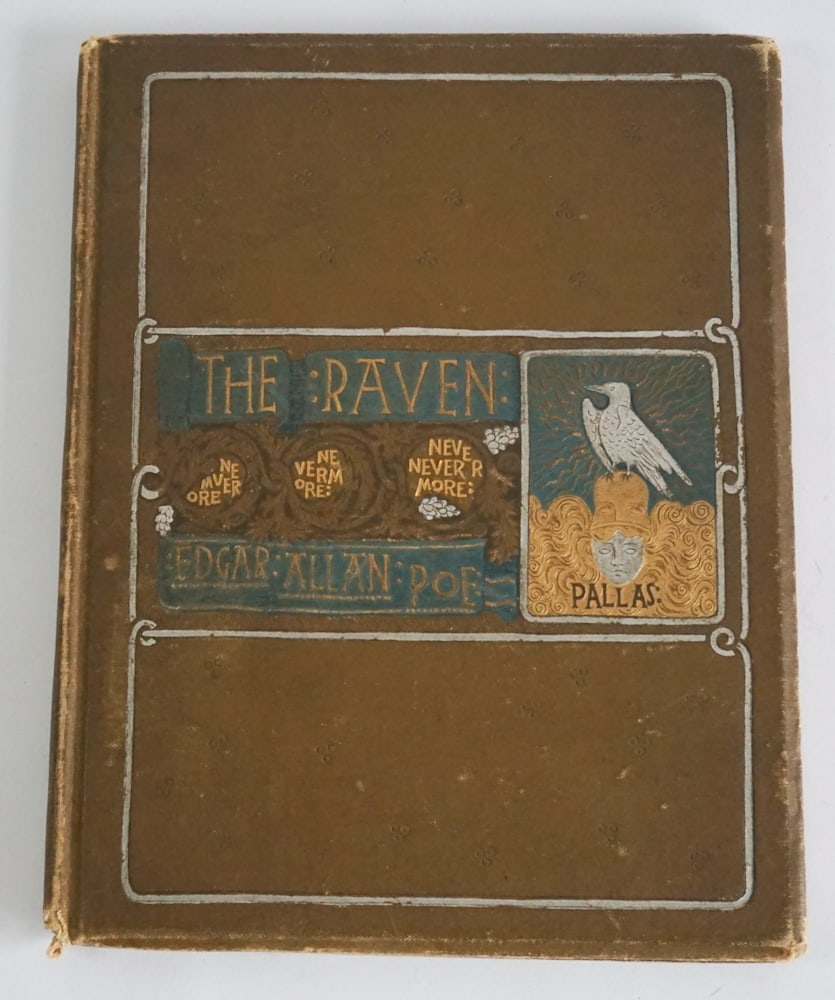 THE :RAVEN:
NE
MVER
ORE
NE
VERM
ORE:
NEVE
NEVER'R
MORE:
EDGAR:ALLAN:POE:
PALLAS: